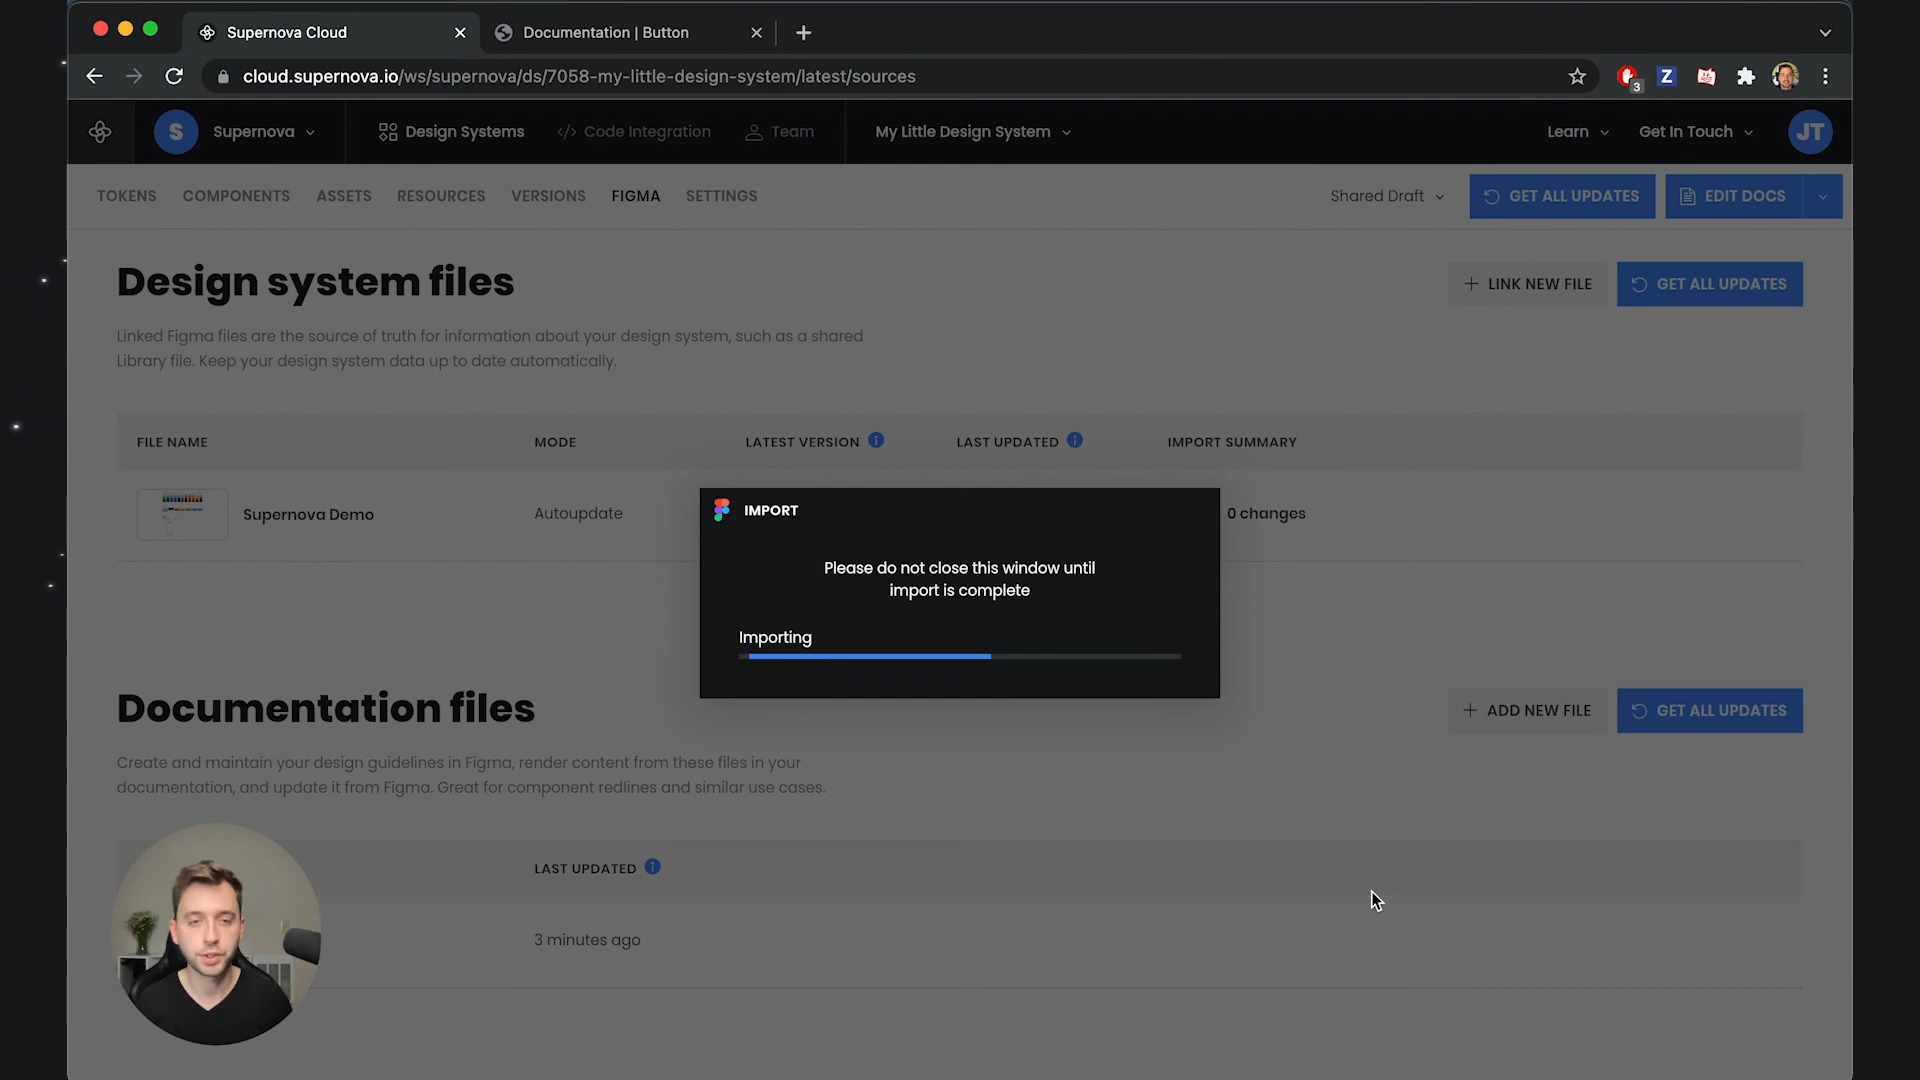 Supernova Cloud
Documentation | Button
cloud.supernova.io/ws/supernova/ds/7058-my-little-design-system/latest/sources
3
Z
S
Supernova
Design Systems
</> Code Integration
Team
My Little Design System
Learn
Get In Touch
JT
TOKENS
COMPONENTS
ASSETS
RESOURCES
VERSIONS
FIGMA
SETTINGS
Shared Draft
GET ALL UPDATES
EDIT DOCS
Design system files
+ LINK NEW FILE
GET ALL UPDATES
Linked Figma files are the source of truth for information about your design system, such as a shared
Library file. Keep your design system data up to date automatically.
FILE NAME
MODE
LATEST VERSION
LAST UPDATED
IMPORT SUMMARY
Supernova Demo
Autoupdate
0 changes
IMPORT
Please do not close this window until
import is complete
Importing
Documentation files
+ ADD NEW FILE
GET ALL UPDATES
Create and maintain your design guidelines in Figma, render content from these files in your
documentation, and update it from Figma. Great for component redlines and similar use cases.
LAST UPDATED
3 minutes ago